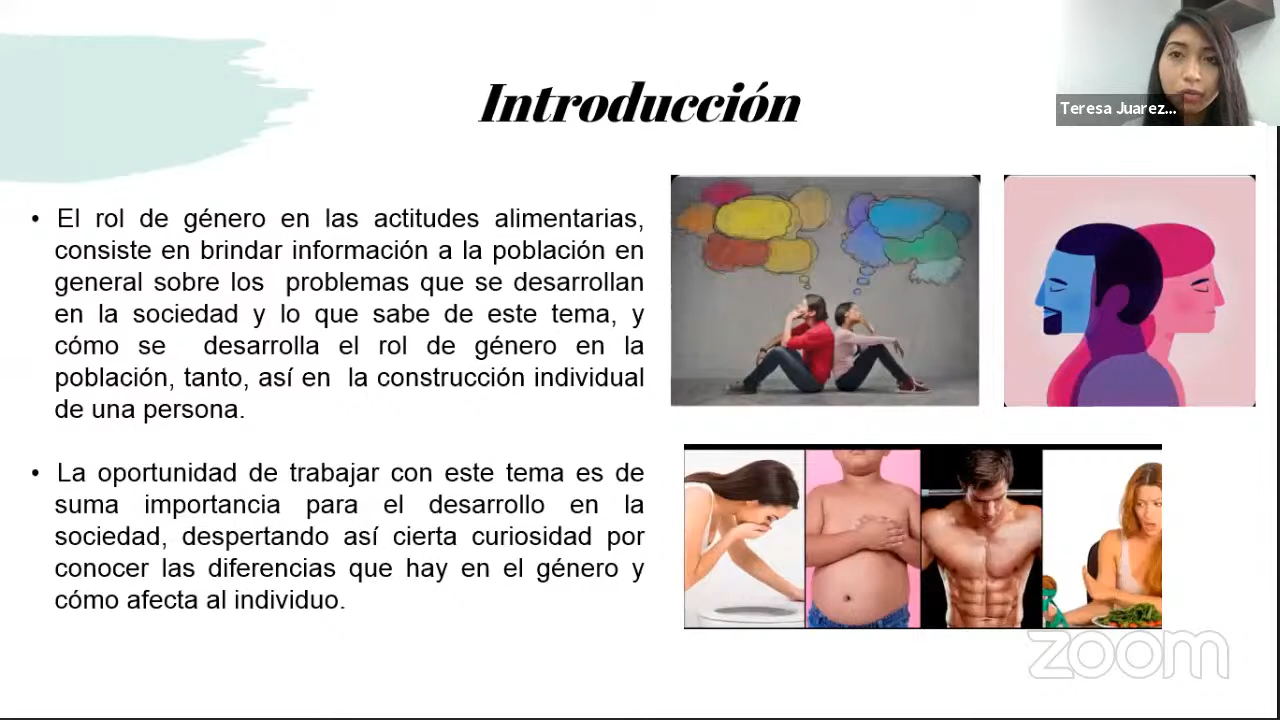 Introducción
Teresa Juarez...
• El rol de género en las actitudes alimentarias,
consiste en brindar información a la población en
general sobre los problemas que se desarrollan
en la sociedad y lo que sabe de este tema, y
cómo se desarrolla el rol de género en la
población, tanto, así en la construcción individual
de una persona.
• La oportunidad de trabajar con este tema es de
suma importancia para el desarrollo en la
sociedad, despertando así cierta curiosidad por
conocer las diferencias que hay en el género y
cómo afecta al individuo.
zoom